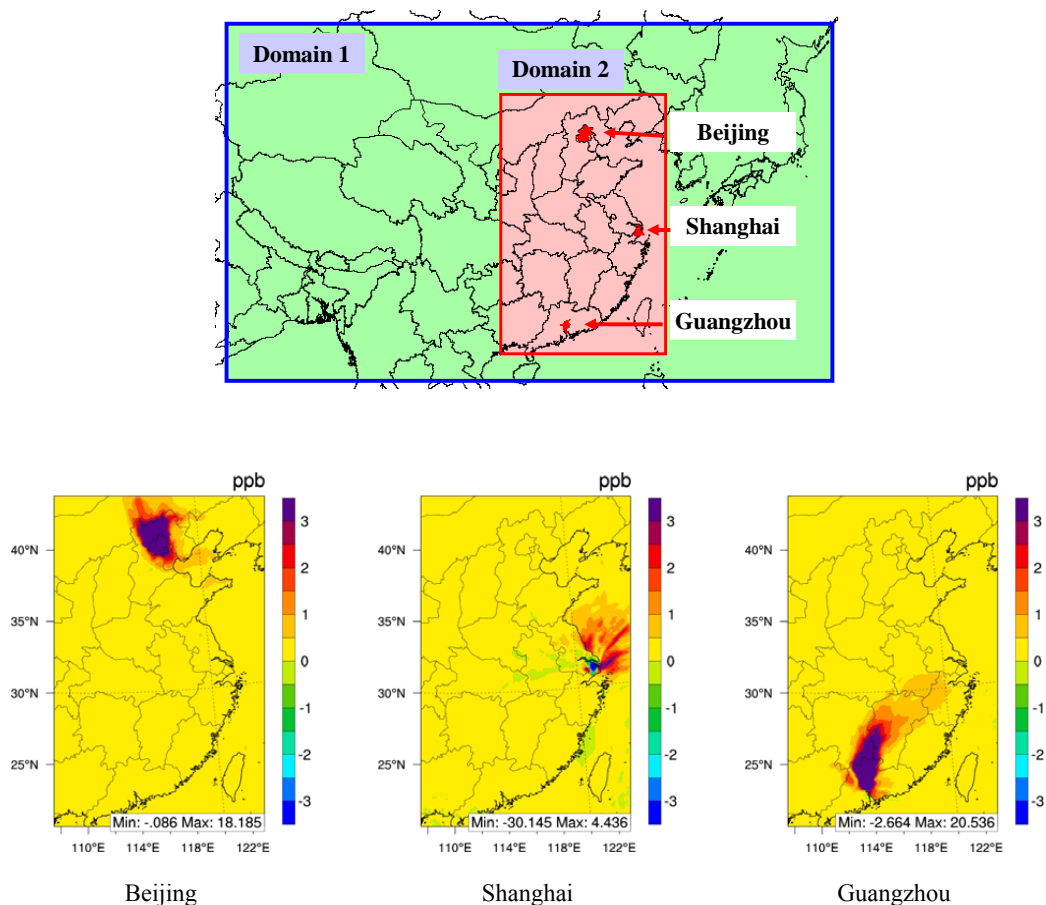 Domain 1
Domain 2
Beijing
Shanghai
Guangzhou
ppb
40°N
35°N
30°N
25°N
110°E 114°E 118°E 122°E
3
2
1
0
-1
-2
-3
Min: -.086 Max: 18.185
Beijing
ppb
40°N
35°N
30°N
25°N
110°E 114°E 118°E 122°E
3
2
1
0
-1
-2
-3
Min: -30.145 Max: 4.436
Shanghai
ppb
40°N
35°N
30°N
25°N
110°E 114°E 118°E 122°E
3
2
1
0
-1
-2
-3
Min: -2.664 Max: 20.536
Guangzhou